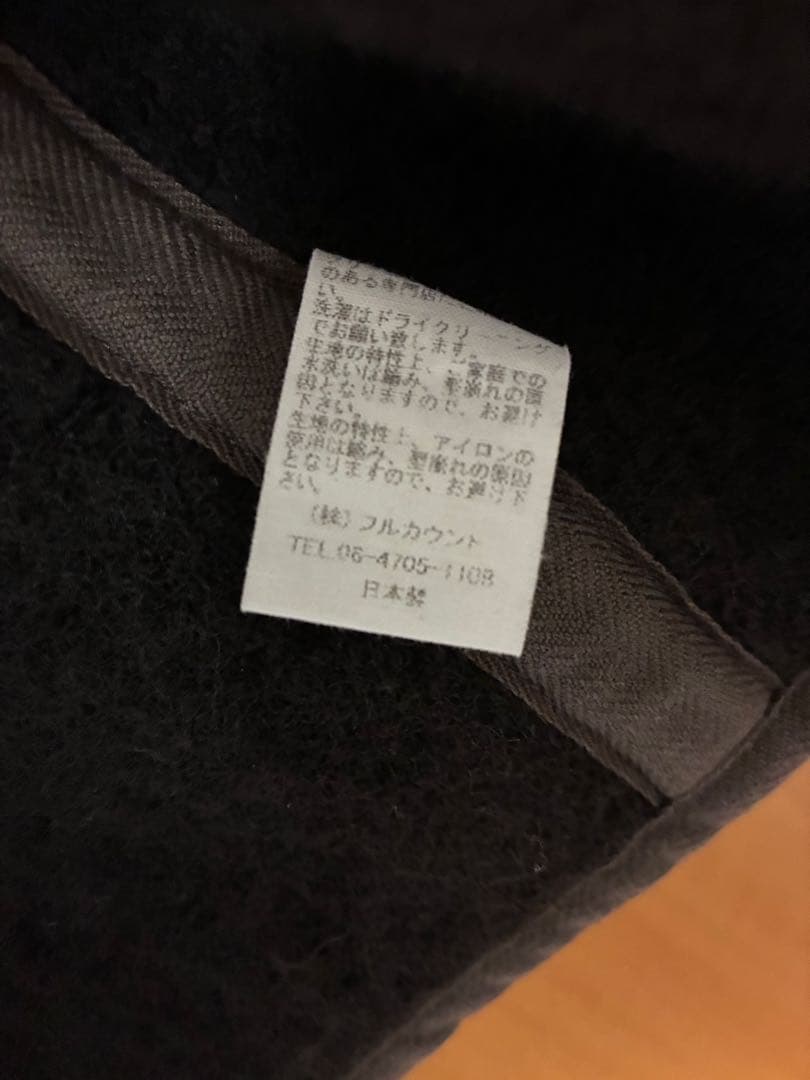 のある専門店に
い。
洗濯はドライクリーニング
でお願い致します。
生地の特性上、ご家庭での
水洗いは縮み、型崩れの原
因となりますので、お避け
下さい。
生地の特性上、アイロンの
使用は縮み、型崩れの原因
となりますので、お避け下
さい。
(株)フルカウント
TEL.06-4705-1108
日本製